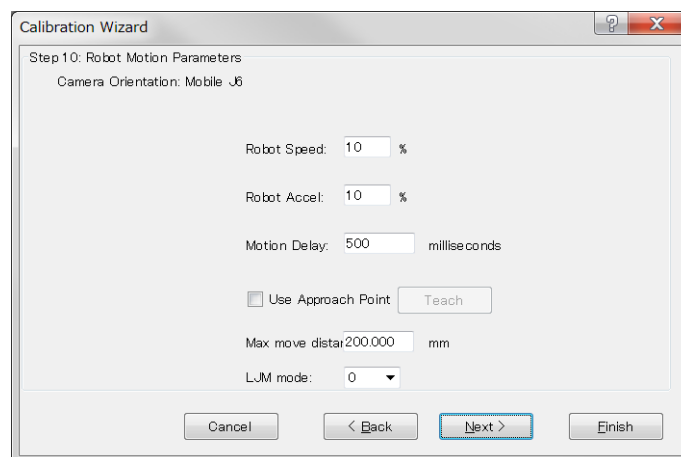 Calibration Wizard
Step 10: Robot Motion Parameters
Camera Orientation: Mobile J6
Robot Speed: 10 %
Robot Accel: 10 %
Motion Delay: 500 milliseconds
Use Approach Point Teach
Max move distar 200.000 mm
LJM mode: 0
Cancel < Back Next > Finish